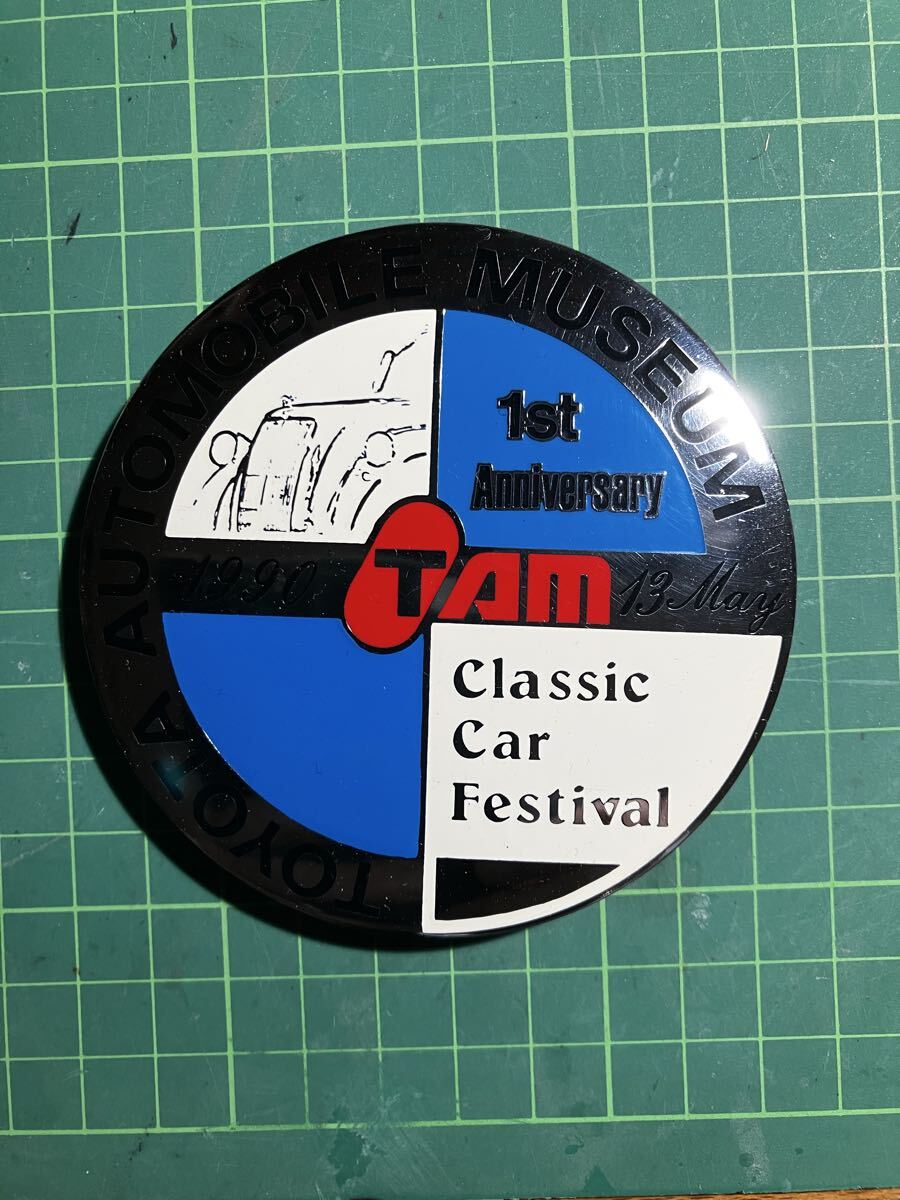 TOYOTA AUTOMOBILE MUSEUM
1st
Anniversary
1990
TAM
13 May
Classic
Car
Festival